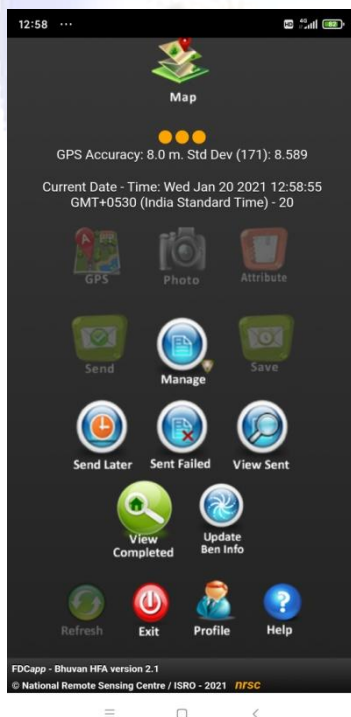 12:58 ...
HD 4G 82
Map
GPS Accuracy: 8.0 m. Std Dev (171): 8.589
Current Date - Time: Wed Jan 20 2021 12:58:55
GMT+0530 (India Standard Time) - 20
GPS
Photo
Attribute
Send
Manage
Save
Send Later
Sent Failed
View Sent
View
Completed
Update
Ben Info
Refresh
Exit
Profile
Help
FDCapp - Bhuvan HFA version 2.1
© National Remote Sensing Centre / ISRO - 2021 nrsc